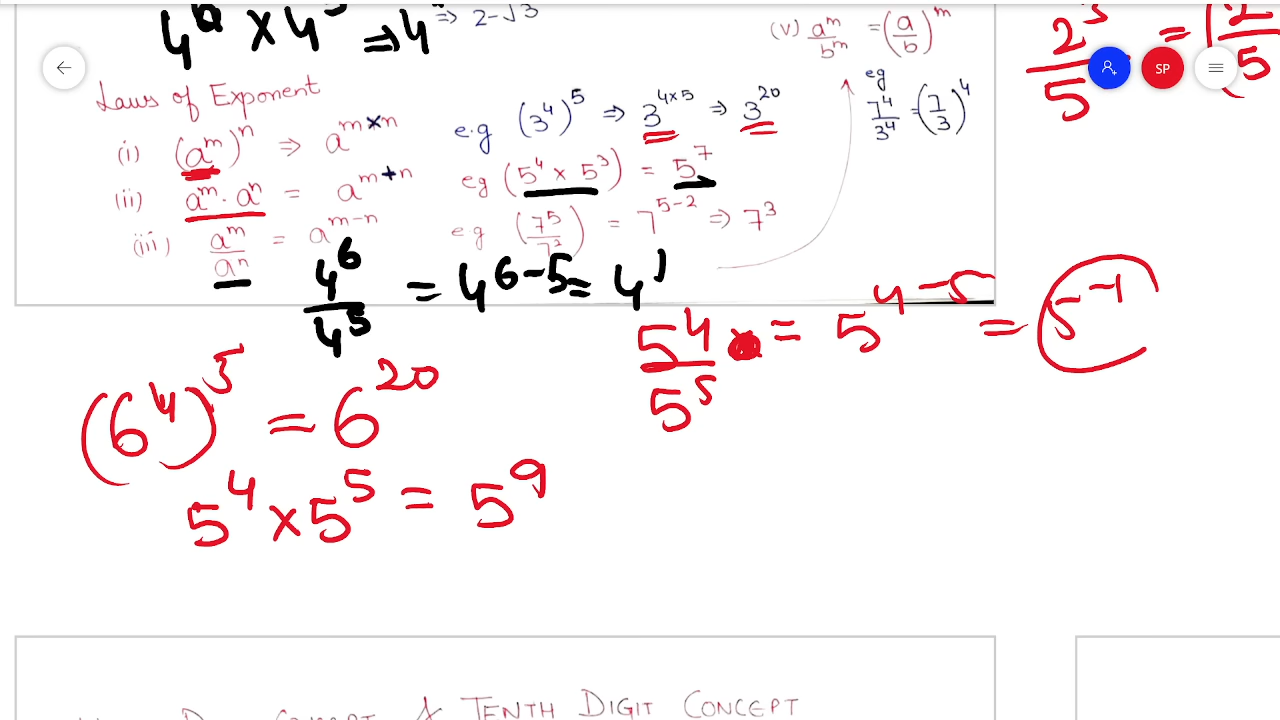 ⇒ 2-√3
Laws of Exponent
(i) (a^m)^n ⇒ a^(m×n)
e.g (3^4)^5 ⇒ 3^(4×5) ⇒ 3^20
(ii) a^m · a^n = a^(m+n)
eg (5^4 × 5^3) = 5^7
(iii) a^m/a^n = a^(m-n)
e.g (7^5/7^2) = 7^(5-2) ⇒ 7^3
(v) a^m/b^m = (a/b)^m
eg
7^4/3^4 = (7/3)^4
SP
4^6/4^5 = 4^(6-5) = 4^1
5^4/5^5 = 5^(4-5) = 5^-1
(6^4)^5 = 6^20
5^4 × 5^5 = 5^9
& TENTH DIGIT CONCEPT